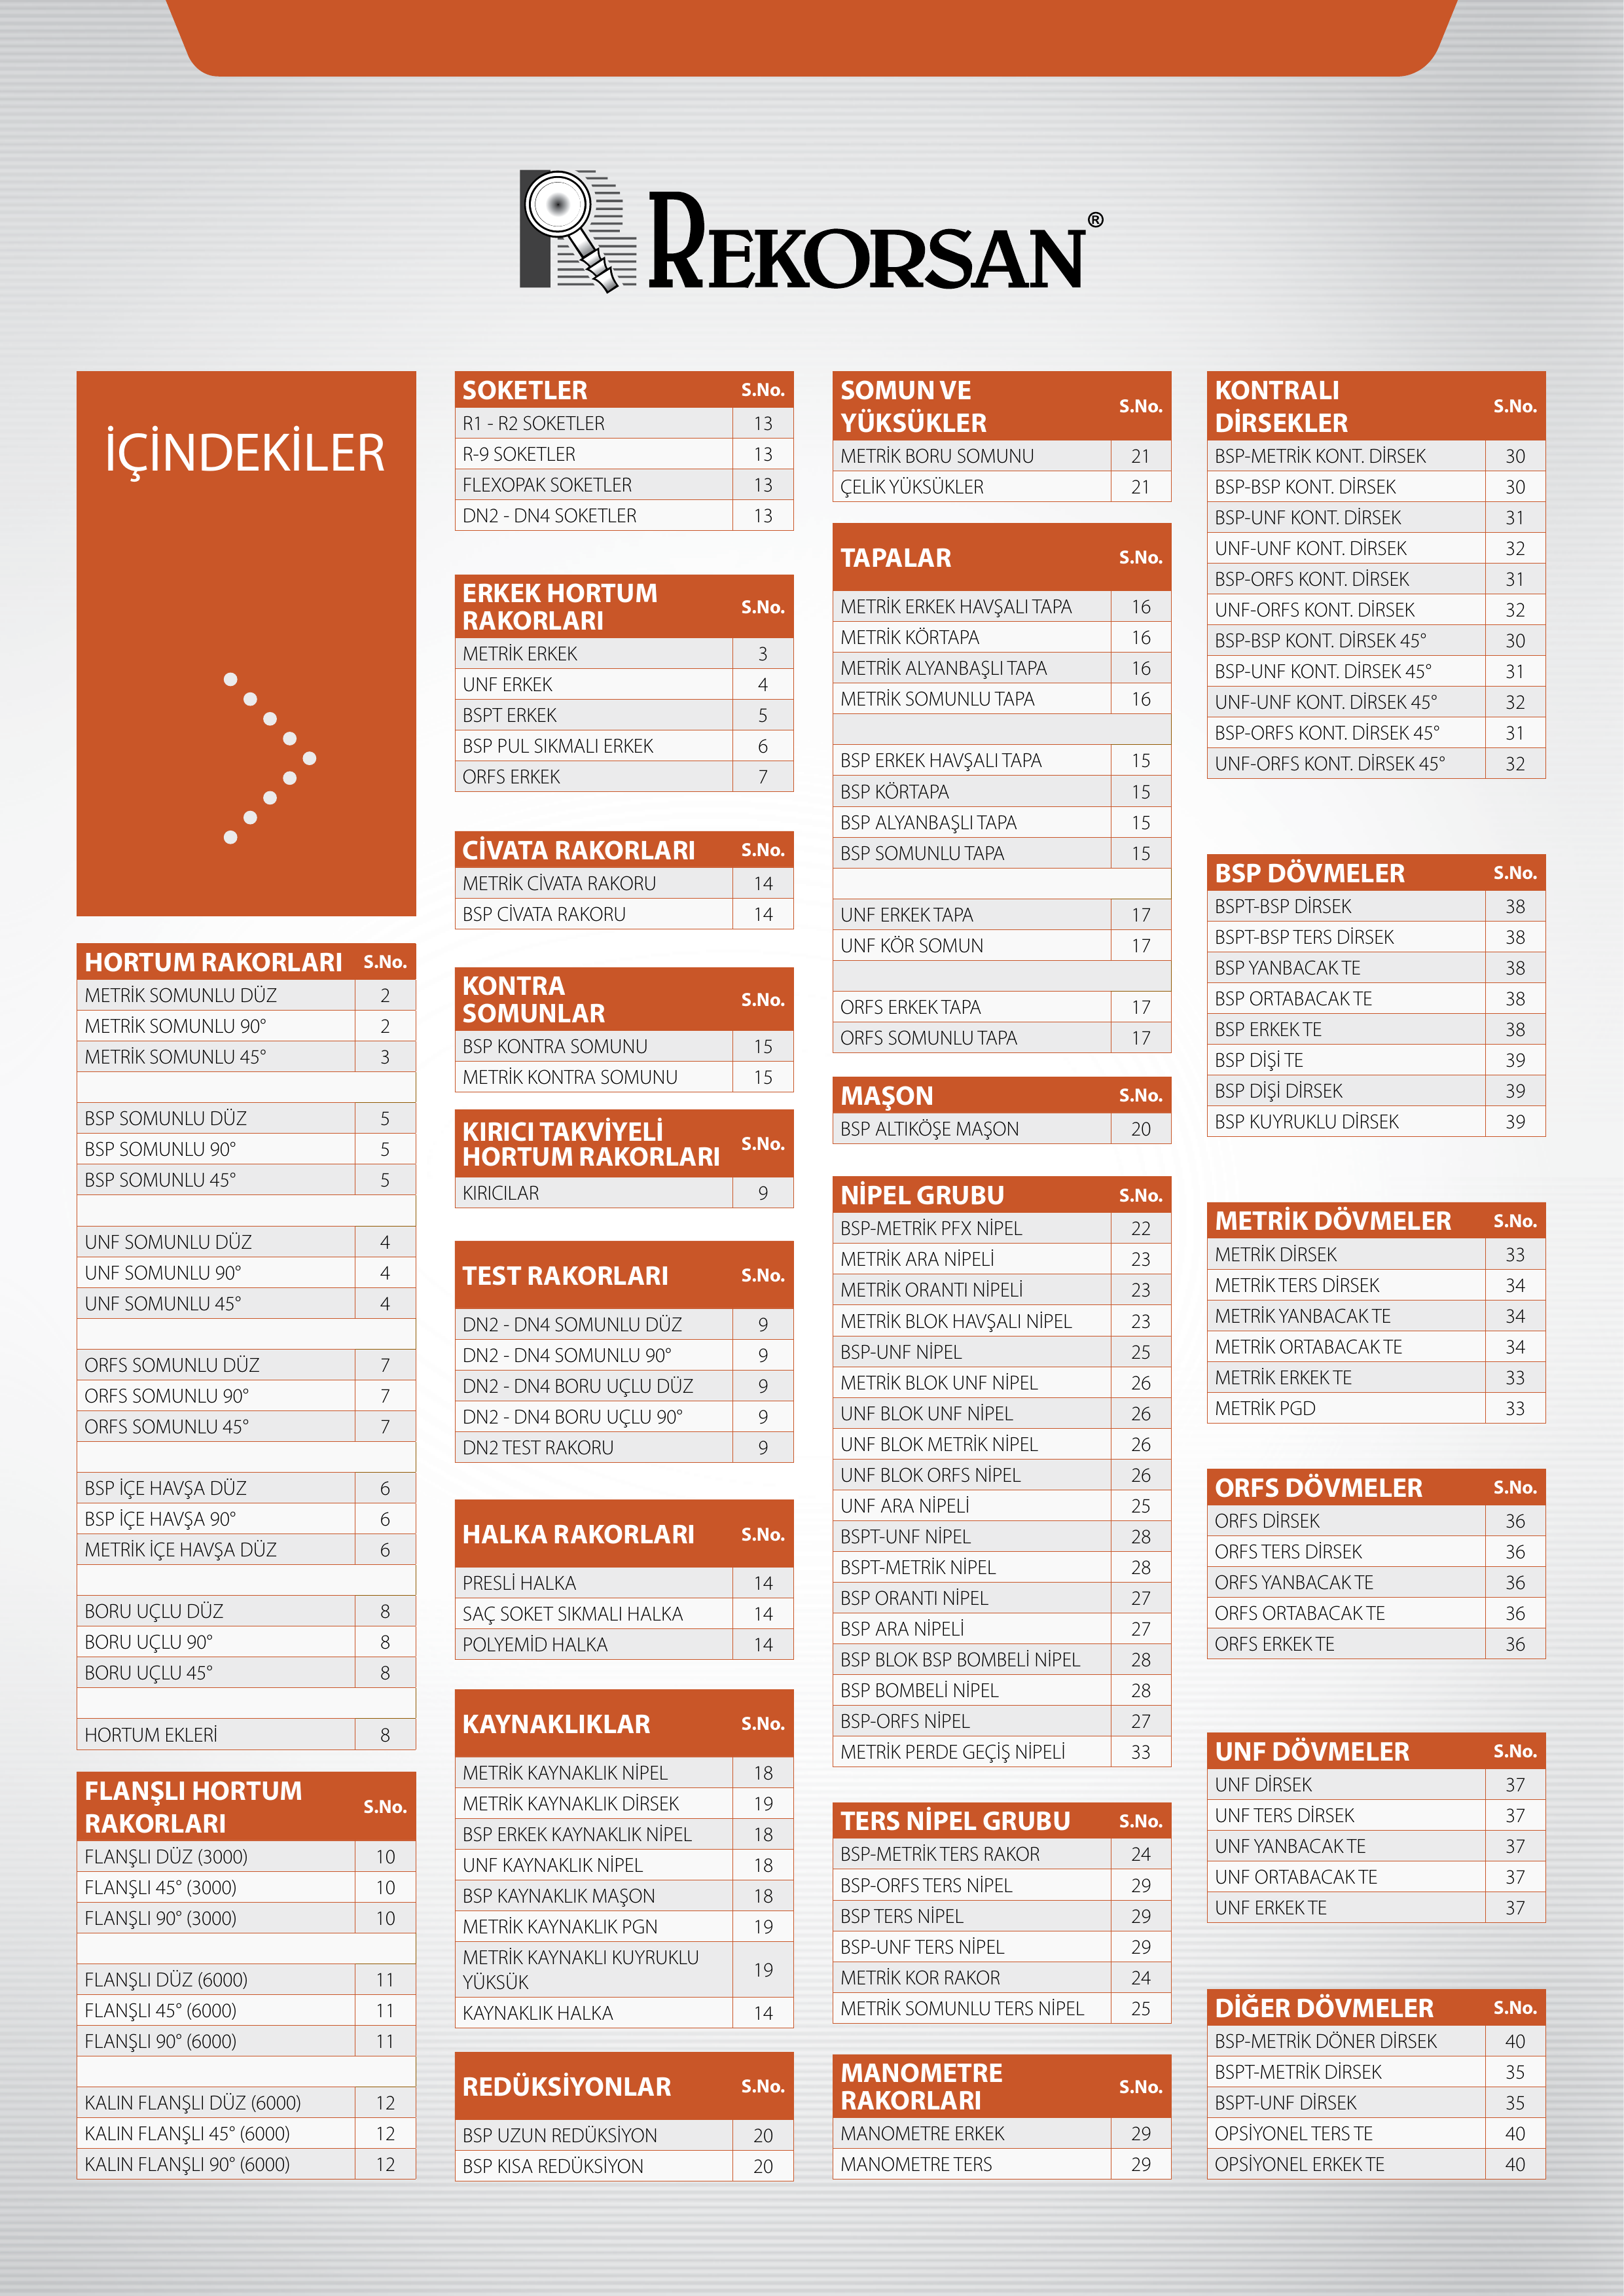 REKORSAN®
İÇİNDEKİLER
HORTUM RAKORLARI S.No.
METRİK SOMUNLU DÜZ 2
METRİK SOMUNLU 90° 2
METRİK SOMUNLU 45° 3
BSP SOMUNLU DÜZ 5
BSP SOMUNLU 90° 5
BSP SOMUNLU 45° 5
UNF SOMUNLU DÜZ 4
UNF SOMUNLU 90° 4
UNF SOMUNLU 45° 4
ORFS SOMUNLU DÜZ 7
ORFS SOMUNLU 90° 7
ORFS SOMUNLU 45° 7
BSP İÇE HAVŞA DÜZ 6
BSP İÇE HAVŞA 90° 6
METRİK İÇE HAVŞA DÜZ 6
BORU UÇLU DÜZ 8
BORU UÇLU 90° 8
BORU UÇLU 45° 8
HORTUM EKLERİ 8
FLANŞLI HORTUM
RAKORLARI S.No.
FLANŞLI DÜZ (3000) 10
FLANŞLI 45° (3000) 10
FLANŞLI 90° (3000) 10
FLANŞLI DÜZ (6000) 11
FLANŞLI 45° (6000) 11
FLANŞLI 90° (6000) 11
KALIN FLANŞLI DÜZ (6000) 12
KALIN FLANŞLI 45° (6000) 12
KALIN FLANŞLI 90° (6000) 12
SOKETLER S.No.
R1 - R2 SOKETLER 13
R-9 SOKETLER 13
FLEXOPAK SOKETLER 13
DN2 - DN4 SOKETLER 13
ERKEK HORTUM
RAKORLARI S.No.
METRİK ERKEK 3
UNF ERKEK 4
BSPT ERKEK 5
BSP PUL SIKMALI ERKEK 6
ORFS ERKEK 7
CİVATA RAKORLARI S.No.
METRİK CİVATA RAKORU 14
BSP CİVATA RAKORU 14
KONTRA
SOMUNLAR S.No.
BSP KONTRA SOMUNU 15
METRİK KONTRA SOMUNU 15
KIRICI TAKVİYELİ
HORTUM RAKORLARI S.No.
KIRICILAR 9
TEST RAKORLARI S.No.
DN2 - DN4 SOMUNLU DÜZ 9
DN2 - DN4 SOMUNLU 90° 9
DN2 - DN4 BORU UÇLU DÜZ 9
DN2 - DN4 BORU UÇLU 90° 9
DN2 TEST RAKORU 9
HALKA RAKORLARI S.No.
PRESLİ HALKA 14
SAÇ SOKET SIKMALI HALKA 14
POLYEMİD HALKA 14
KAYNAKLIKLAR S.No.
METRİK KAYNAKLIK NİPEL 18
METRİK KAYNAKLIK DİRSEK 19
BSP ERKEK KAYNAKLIK NİPEL 18
UNF KAYNAKLIK NİPEL 18
BSP KAYNAKLIK MAŞON 18
METRİK KAYNAKLIK PGN 19
METRİK KAYNAKLI KUYRUKLU
YÜKSÜK 19
KAYNAKLIK HALKA 14
REDÜKSİYONLAR S.No.
BSP UZUN REDÜKSİYON 20
BSP KISA REDÜKSİYON 20
SOMUN VE
YÜKSÜKLER S.No.
METRİK BORU SOMUNU 21
ÇELİK YÜKSÜKLER 21
TAPALAR S.No.
METRİK ERKEK HAVŞALI TAPA 16
METRİK KÖRTAPA 16
METRİK ALYANBAŞLI TAPA 16
METRİK SOMUNLU TAPA 16
BSP ERKEK HAVŞALI TAPA 15
BSP KÖRTAPA 15
BSP ALYANBAŞLI TAPA 15
BSP SOMUNLU TAPA 15
UNF ERKEK TAPA 17
UNF KÖR SOMUN 17
ORFS ERKEK TAPA 17
ORFS SOMUNLU TAPA 17
MAŞON S.No.
BSP ALTIKÖŞE MAŞON 20
NİPEL GRUBU S.No.
BSP-METRİK PFX NİPEL 22
METRİK ARA NİPELİ 23
METRİK ORANTI NİPELİ 23
METRİK BLOK HAVŞALI NİPEL 23
BSP-UNF NİPEL 25
METRİK BLOK UNF NİPEL 26
UNF BLOK UNF NİPEL 26
UNF BLOK METRİK NİPEL 26
UNF BLOK ORFS NİPEL 26
UNF ARA NİPELİ 25
BSPT-UNF NİPEL 28
BSPT-METRİK NİPEL 28
BSP ORANTI NİPEL 27
BSP ARA NİPELİ 27
BSP BLOK BSP BOMBELİ NİPEL 28
BSP BOMBELİ NİPEL 28
BSP-ORFS NİPEL 27
METRİK PERDE GEÇİŞ NİPELİ 33
TERS NİPEL GRUBU S.No.
BSP-METRİK TERS RAKOR 24
BSP-ORFS TERS NİPEL 29
BSP TERS NİPEL 29
BSP-UNF TERS NİPEL 29
METRİK KOR RAKOR 24
METRİK SOMUNLU TERS NİPEL 25
MANOMETRE
RAKORLARI S.No.
MANOMETRE ERKEK 29
MANOMETRE TERS 29
KONTRALI
DİRSEKLER S.No.
BSP-METRİK KONT. DİRSEK 30
BSP-BSP KONT. DİRSEK 30
BSP-UNF KONT. DİRSEK 31
UNF-UNF KONT. DİRSEK 32
BSP-ORFS KONT. DİRSEK 31
UNF-ORFS KONT. DİRSEK 32
BSP-BSP KONT. DİRSEK 45° 30
BSP-UNF KONT. DİRSEK 45° 31
UNF-UNF KONT. DİRSEK 45° 32
BSP-ORFS KONT. DİRSEK 45° 31
UNF-ORFS KONT. DİRSEK 45° 32
BSP DÖVMELER S.No.
BSPT-BSP DİRSEK 38
BSPT-BSP TERS DİRSEK 38
BSP YANBACAK TE 38
BSP ORTABACAK TE 38
BSP ERKEK TE 38
BSP DİŞİ TE 39
BSP DİŞİ DİRSEK 39
BSP KUYRUKLU DİRSEK 39
METRİK DÖVMELER S.No.
METRİK DİRSEK 33
METRİK TERS DİRSEK 34
METRİK YANBACAK TE 34
METRİK ORTABACAK TE 34
METRİK ERKEK TE 33
METRİK PGD 33
ORFS DÖVMELER S.No.
ORFS DİRSEK 36
ORFS TERS DİRSEK 36
ORFS YANBACAK TE 36
ORFS ORTABACAK TE 36
ORFS ERKEK TE 36
UNF DÖVMELER S.No.
UNF DİRSEK 37
UNF TERS DİRSEK 37
UNF YANBACAK TE 37
UNF ORTABACAK TE 37
UNF ERKEK TE 37
DİĞER DÖVMELER S.No.
BSP-METRİK DÖNER DİRSEK 40
BSPT-METRİK DİRSEK 35
BSPT-UNF DİRSEK 35
OPSİYONEL TERS TE 40
OPSİYONEL ERKEK TE 40